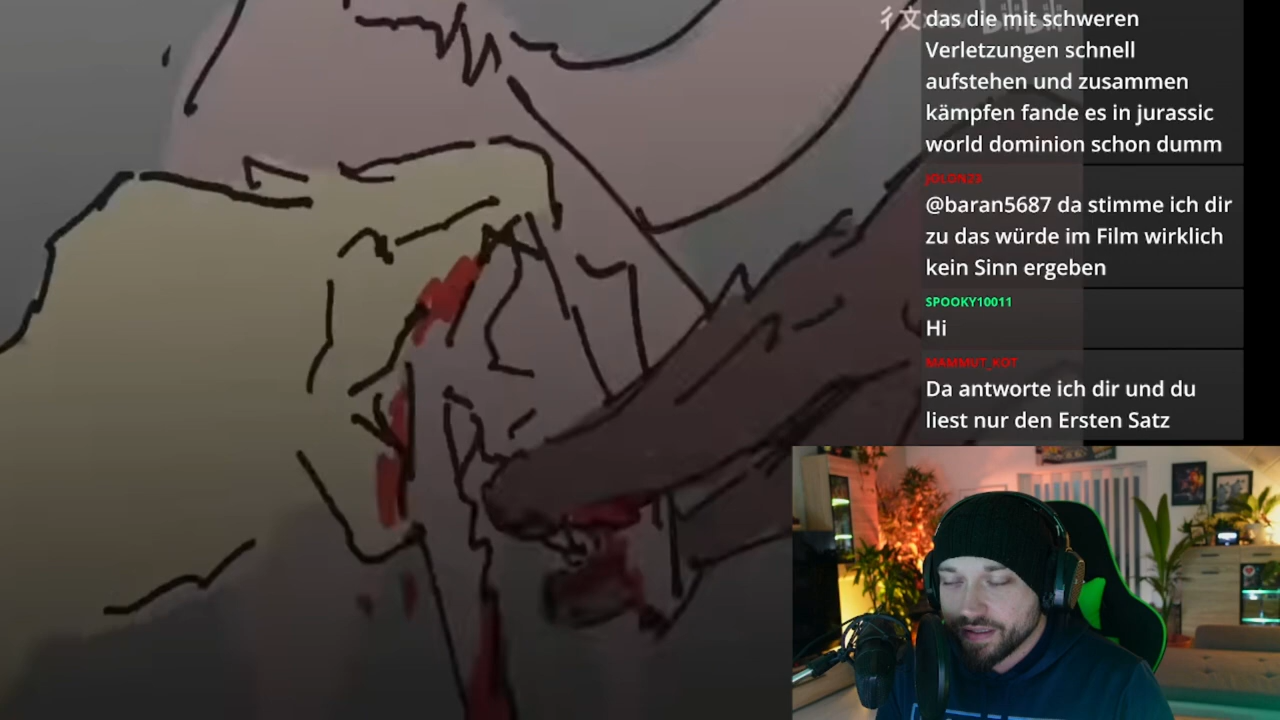 das die mit schweren
Verletzungen schnell
aufstehen und zusammen
kämpfen fande es in jurassic
world dominion schon dumm
JOLON23
@baran5687 da stimme ich dir
zu das würde im Film wirklich
kein Sinn ergeben
SPOOKY10011
Hi
MAMMUT_KOT
Da antworte ich dir und du
liest nur den Ersten Satz